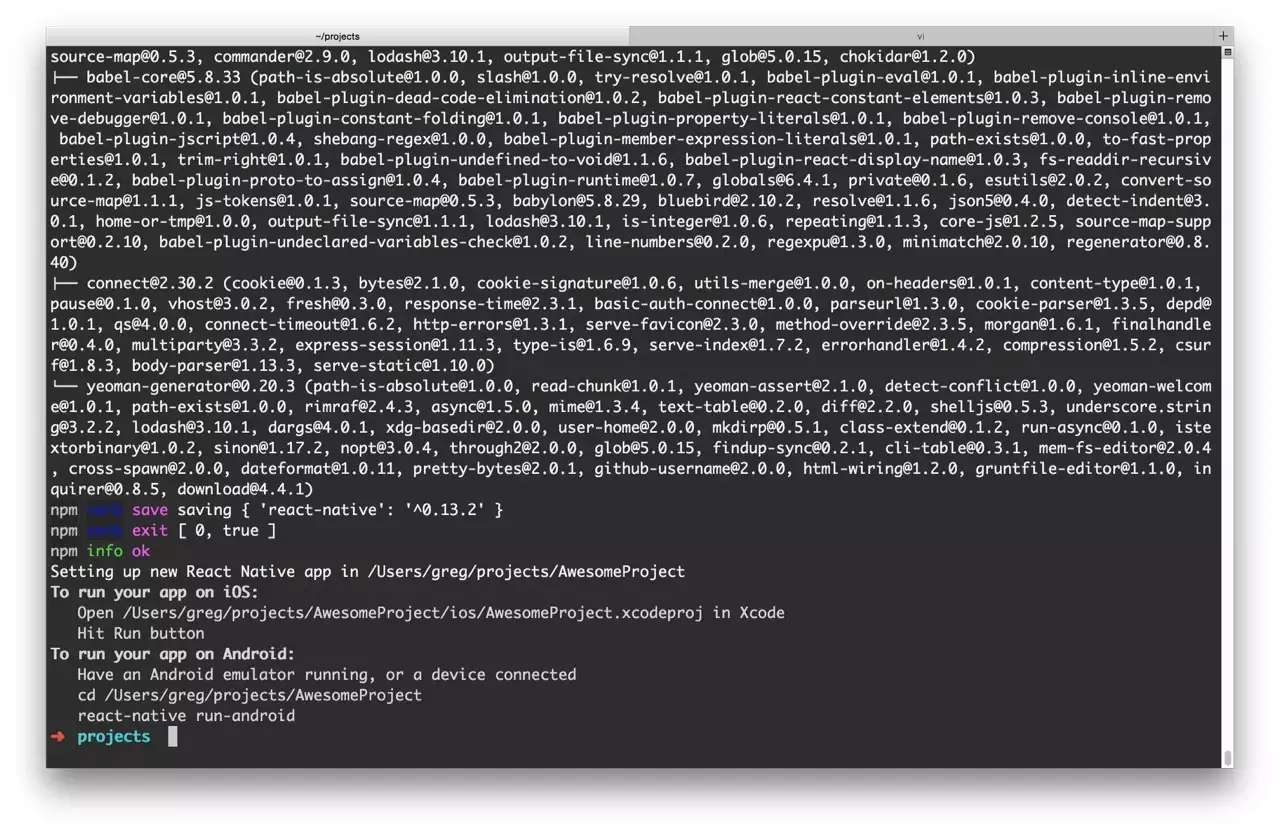 ~/projects
vi
+
source-map@0.5.3, commander@2.9.0, lodash@3.10.1, output-file-sync@1.1.1, glob@5.0.15, chokidar@1.2.0)
├── babel-core@5.8.33 (path-is-absolute@1.0.0, slash@1.0.0, try-resolve@1.0.1, babel-plugin-eval@1.0.1, babel-plugin-inline-envi
ronment-variables@1.0.1, babel-plugin-dead-code-elimination@1.0.2, babel-plugin-react-constant-elements@1.0.3, babel-plugin-remo
ve-debugger@1.0.1, babel-plugin-constant-folding@1.0.1, babel-plugin-property-literals@1.0.1, babel-plugin-remove-console@1.0.1,
babel-plugin-jscript@1.0.4, shebang-regex@1.0.0, babel-plugin-member-expression-literals@1.0.1, path-exists@1.0.0, to-fast-prop
erties@1.0.1, trim-right@1.0.1, babel-plugin-undefined-to-void@1.1.6, babel-plugin-react-display-name@1.0.3, fs-readdir-recursiv
e@0.1.2, babel-plugin-proto-to-assign@1.0.4, babel-plugin-runtime@1.0.7, globals@6.4.1, private@0.1.6, esutils@2.0.2, convert-so
urce-map@1.1.1, js-tokens@1.0.1, source-map@0.5.3, babylon@5.8.29, bluebird@2.10.2, resolve@1.1.6, json5@0.4.0, detect-indent@3.
0.1, home-or-tmp@1.0.0, output-file-sync@1.1.1, lodash@3.10.1, is-integer@1.0.6, repeating@1.1.3, core-js@1.2.5, source-map-supp
ort@0.2.10, babel-plugin-undeclared-variables-check@1.0.2, line-numbers@0.2.0, regexpu@1.3.0, minimatch@2.0.10, regenerator@0.8.
40)
├── connect@2.30.2 (cookie@0.1.3, bytes@2.1.0, cookie-signature@1.0.6, utils-merge@1.0.0, on-headers@1.0.1, content-type@1.0.1,
pause@0.1.0, vhost@3.0.2, fresh@0.3.0, response-time@2.3.1, basic-auth-connect@1.0.0, parseurl@1.3.0, cookie-parser@1.3.5, depd@
1.0.1, qs@4.0.0, connect-timeout@1.6.2, http-errors@1.3.1, serve-favicon@2.3.0, method-override@2.3.5, morgan@1.6.1, finalhandle
r@0.4.0, multiparty@3.3.2, express-session@1.11.3, type-is@1.6.9, serve-index@1.7.2, errorhandler@1.4.2, compression@1.5.2, csur
f@1.8.3, body-parser@1.13.3, serve-static@1.10.0)
└── yeoman-generator@0.20.3 (path-is-absolute@1.0.0, read-chunk@1.0.1, yeoman-assert@2.1.0, detect-conflict@1.0.0, yeoman-welcom
e@1.0.1, path-exists@1.0.0, rimraf@2.4.3, async@1.5.0, mime@1.3.4, text-table@0.2.0, diff@2.2.0, shelljs@0.5.3, underscore.strin
g@3.2.2, lodash@3.10.1, dargs@4.0.1, xdg-basedir@2.0.0, user-home@2.0.0, mkdirp@0.5.1, class-extend@0.1.2, run-async@0.1.0, iste
xtorbinary@1.0.2, sinon@1.17.2, nopt@3.0.4, through2@2.0.0, glob@5.0.15, findup-sync@0.2.1, cli-table@0.3.1, mem-fs-editor@2.0.4
, cross-spawn@2.0.0, dateformat@1.0.11, pretty-bytes@2.0.1, github-username@2.0.0, html-wiring@1.2.0, gruntfile-editor@1.1.0, in
quirer@0.8.5, download@4.4.1)
npm verb save saving { 'react-native': '^0.13.2' }
npm verb exit [ 0, true ]
npm info ok
Setting up new React Native app in /Users/greg/projects/AwesomeProject
To run your app on iOS:
Open /Users/greg/projects/AwesomeProject/ios/AwesomeProject.xcodeproj in Xcode
Hit Run button
To run your app on Android:
Have an Android emulator running, or a device connected
cd /Users/greg/projects/AwesomeProject
react-native run-android
➜ projects